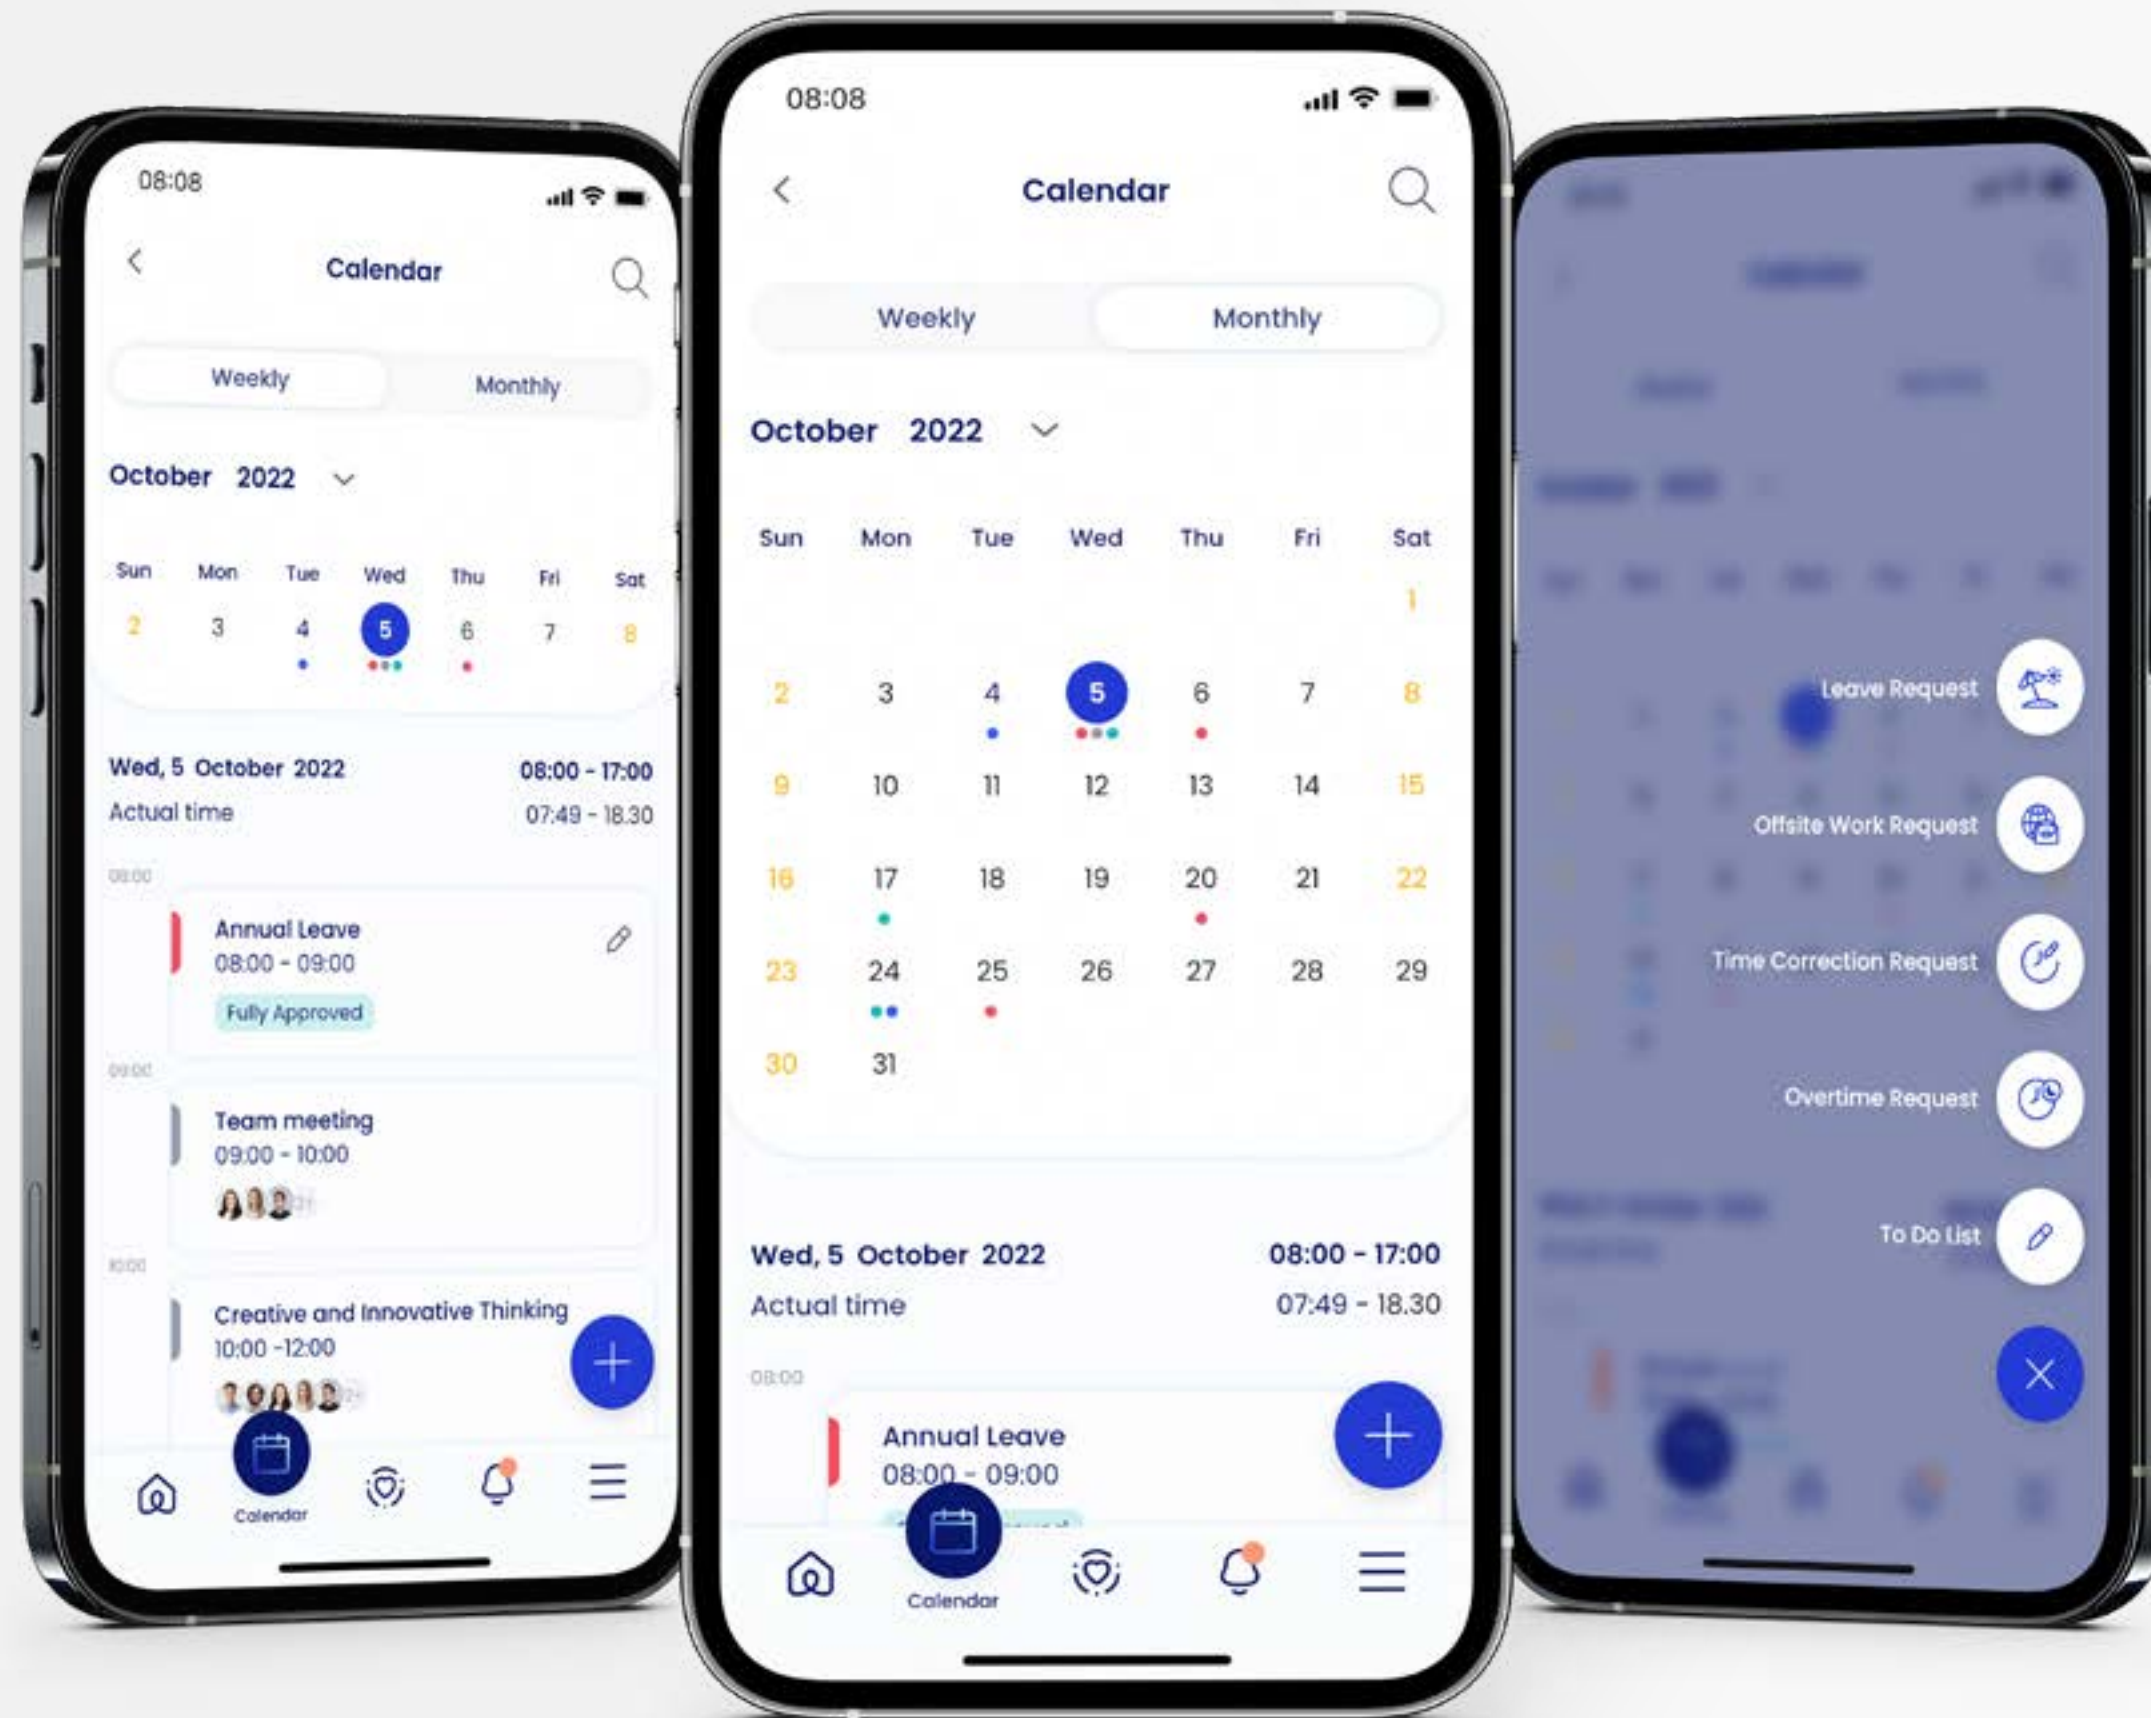 08:08
Calendar
Weekly Monthly
October 2022
Sun Mon Tue Wed Thu Fri Sat
2 3 4 5 6 7 8
Wed, 5 October 2022 08:00 - 17:00
Actual time 07:49 - 18.30
08:00
Annual Leave
08:00 - 09:00
Fully Approved
09:00
Team meeting
09:00 - 10:00
10:00
Creative and Innovative Thinking
10:00 -12:00
Calendar
08:08
Calendar
Weekly Monthly
October 2022
Sun Mon Tue Wed Thu Fri Sat
1
2 3 4 5 6 7 8
9 10 11 12 13 14 15
16 17 18 19 20 21 22
23 24 25 26 27 28 29
30 31
Wed, 5 October 2022 08:00 - 17:00
Actual time 07:49 - 18.30
08:00
Annual Leave
08:00 - 09:00
Calendar
Leave Request
Offsite Work Request
Time Correction Request
Overtime Request
To Do List